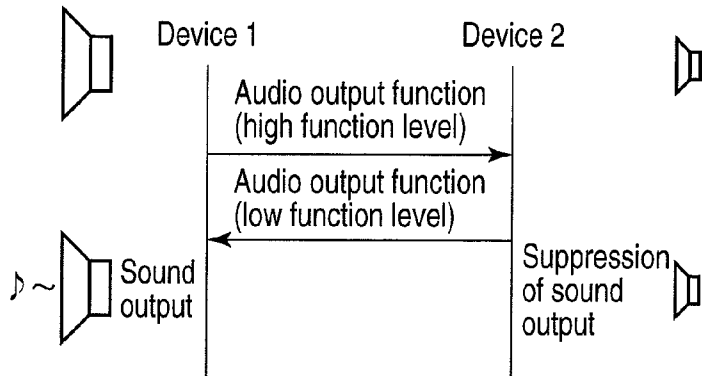 Device 1
Device 2
Audio output function
(high function level)
Audio output function
(low function level)
Sound
output
Suppression
of sound
output